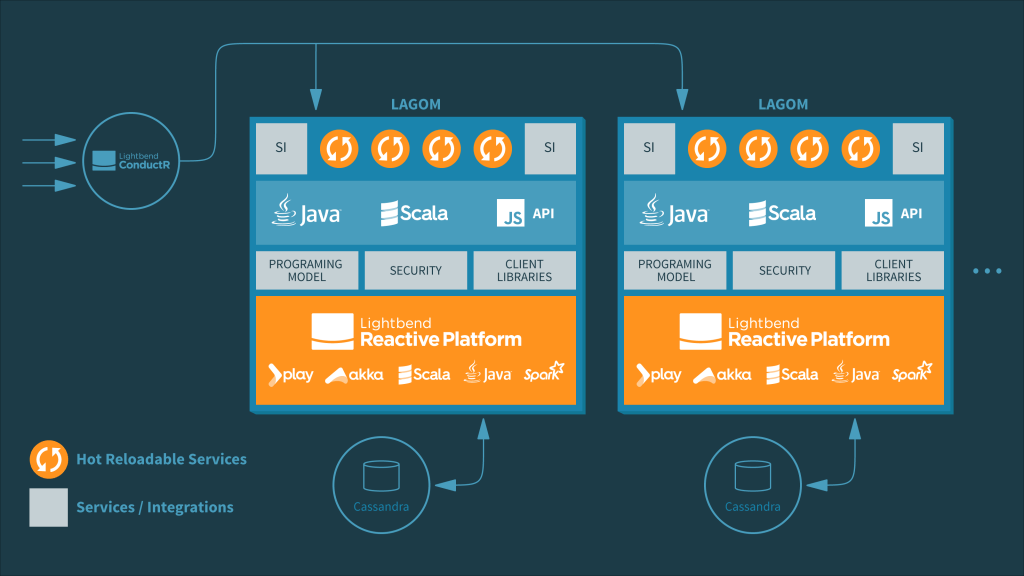 LAGOM
LAGOM
Lightbend
ConductR
SI
SI
Java
Scala
JS API
PROGRAMING
MODEL
SECURITY
CLIENT
LIBRARIES
Lightbend
Reactive Platform
play
akka
Scala
Java
Spark
SI
SI
Java
Scala
JS API
PROGRAMING
MODEL
SECURITY
CLIENT
LIBRARIES
...
Lightbend
Reactive Platform
play
akka
Scala
Java
Spark
Hot Reloadable Services
Services / Integrations
Cassandra
Cassandra